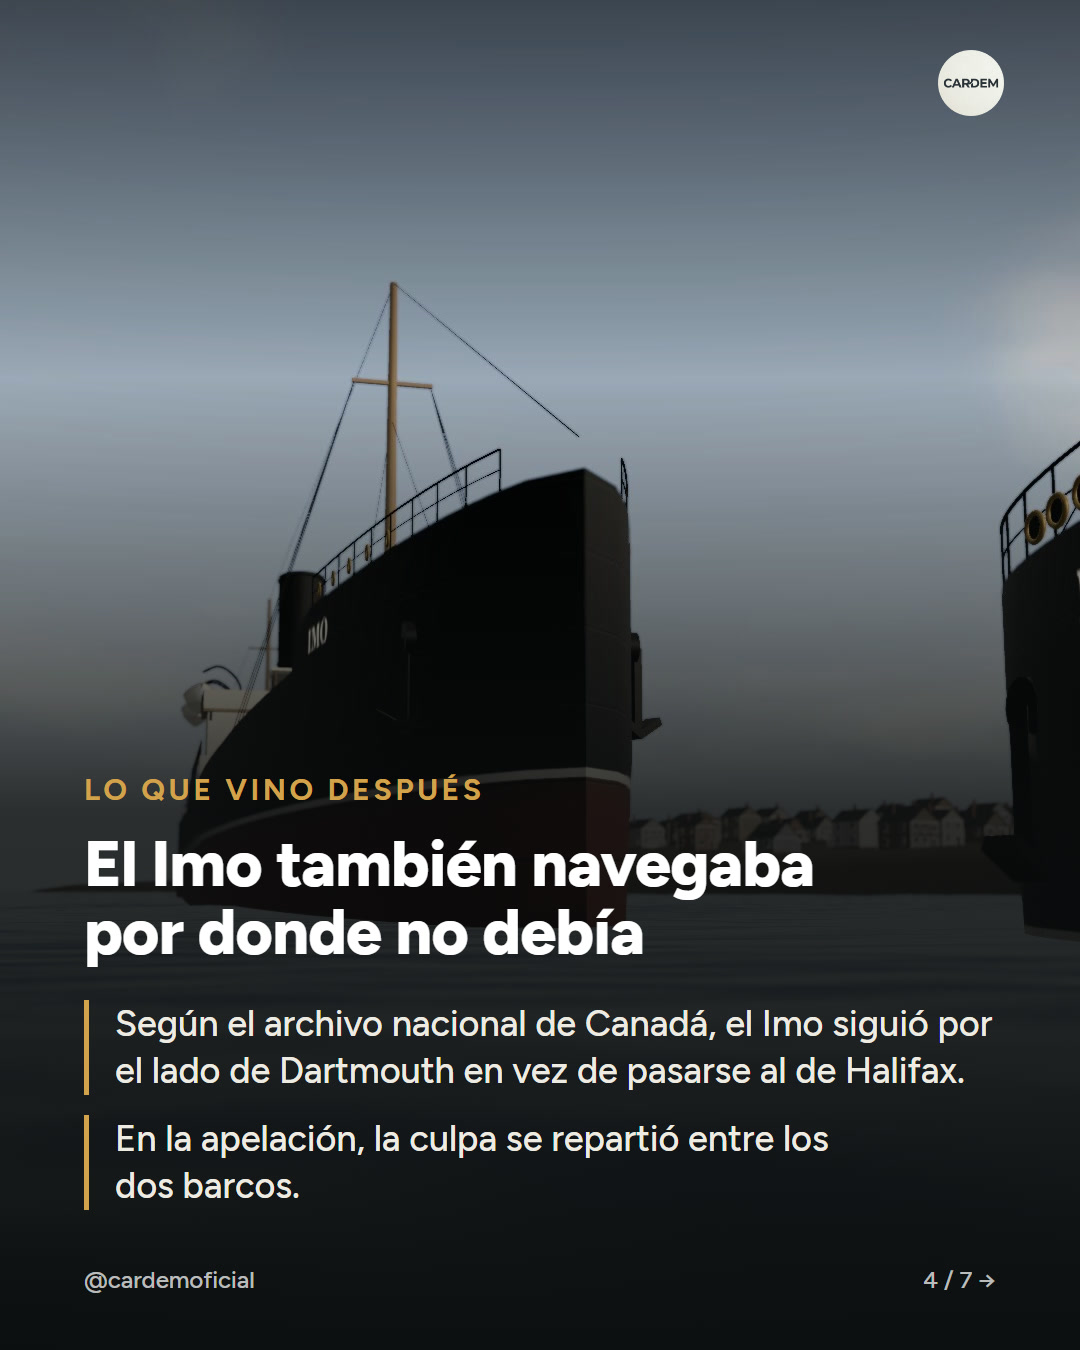 CARDEM
IMO
LO QUE VINO DESPUÉS
El Imo también navegaba
por donde no debía
Según el archivo nacional de Canadá, el Imo siguió por
el lado de Dartmouth en vez de pasarse al de Halifax.
En la apelación, la culpa se repartió entre los
dos barcos.
@cardemoficial
4 / 7 →